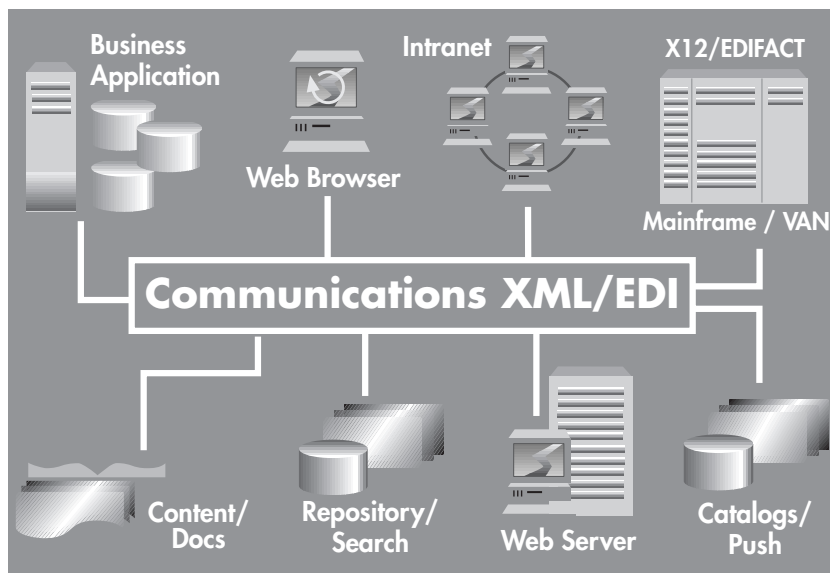 Business
Application
Web Browser
Intranet
X12/EDIFACT
Mainframe / VAN
Communications XML/EDI
Content/
Docs
Repository/
Search
Web Server
Catalogs/
Push